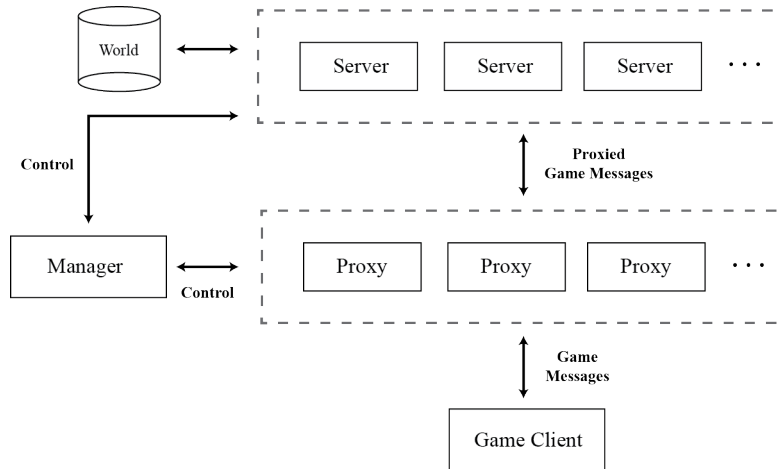 World
Server Server Server . . .
Control
Proxied
Game Messages
Manager
Proxy Proxy Proxy . . .
Control
Game
Messages
Game Client